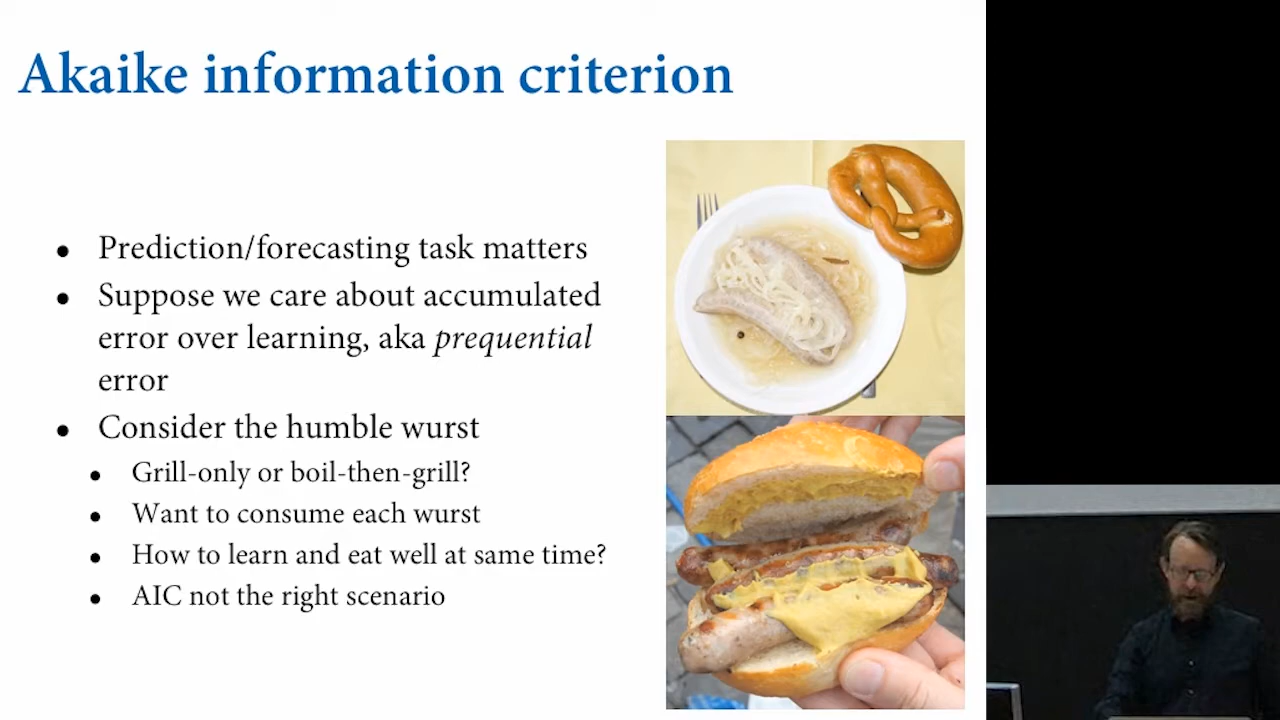 Akaike information criterion
• Prediction/forecasting task matters
• Suppose we care about accumulated
error over learning, aka prequential
error
• Consider the humble wurst
• Grill-only or boil-then-grill?
• Want to consume each wurst
• How to learn and eat well at same time?
• AIC not the right scenario